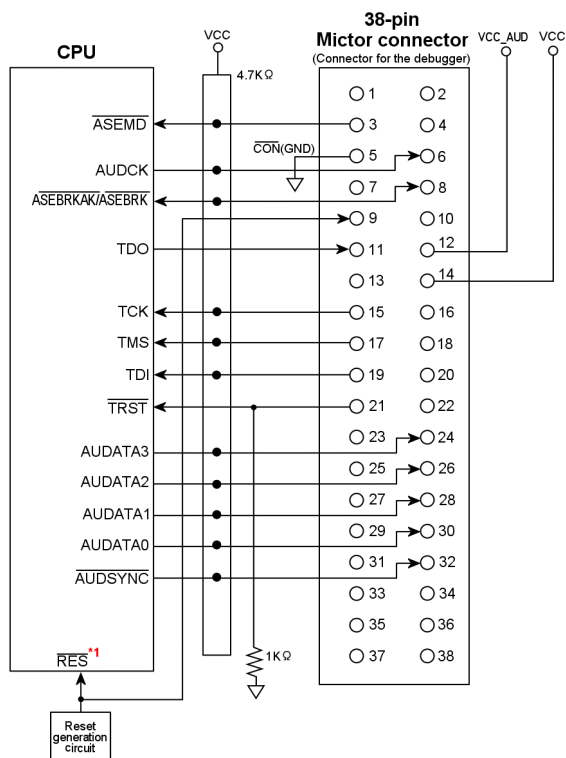 38-pin
Mictor connector
(Connector for the debugger)
VCC_AUD VCC
CPU
VCC
4.7KΩ
1 2
ASEMD 3 4
CON(GND) 5 6
AUDCK
7 8
ASEBRKAK/ASEBRK
9 10
TDO 11 12
13 14
TCK 15 16
TMS 17 18
TDI 19 20
TRST 21 22
23 24
AUDATA3
25 26
AUDATA2
27 28
AUDATA1
29 30
AUDATA0
31 32
AUDSYNC
33 34
35 36
RES*1
1KΩ
37 38
Reset
generation
circuit